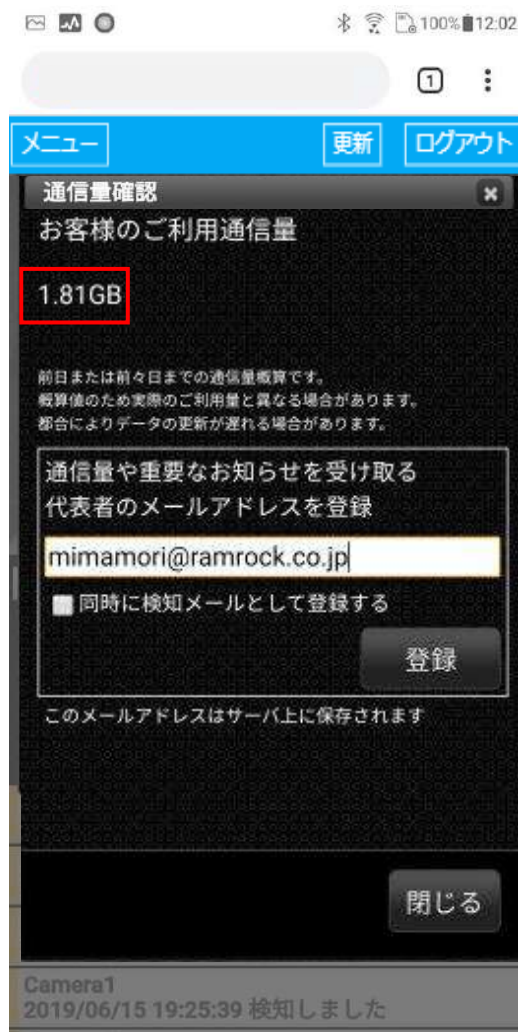 100% 12:02
1
メニュー 更新 ログアウト
通信量確認
お客様のご利用通信量
1.81GB
前日または前々日までの通信量概算です。
概算値のため実際のご利用量と異なる場合があります。
都合によりデータの更新が遅れる場合があります。
通信量や重要なお知らせを受け取る
代表者のメールアドレスを登録
mimamori@ramrock.co.jp
同時に検知メールとして登録する
登録
このメールアドレスはサーバ上に保存されます
閉じる
Camera1
2019/06/15 19:25:39 検知しました